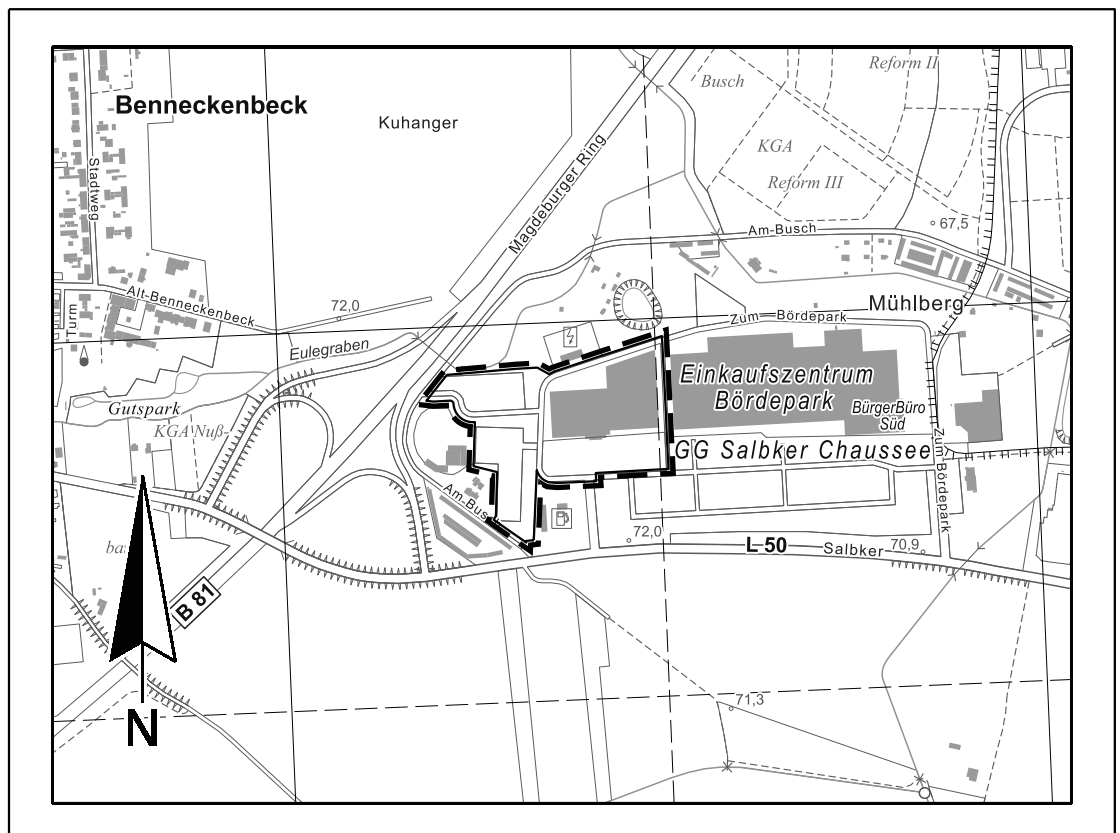 Reform II
Busch
Benneckenbeck
Kuhanger
KGA
Reform III
Stadtweg
Magdeburger Ring
67,5
Am-Busch
Alt-Benneckenbeck
72,0
Mühlberg
Turm
Zum Bördepark
Eulegraben
Einkaufszentrum
Bördepark
Gutspark
BürgerBüro
Süd
KGA Nuß-
GG Salbker Chaussee
Zum Bördepark
Am-Bus
72,0
L 50
Salbker
70,9
B 81
71,3
N